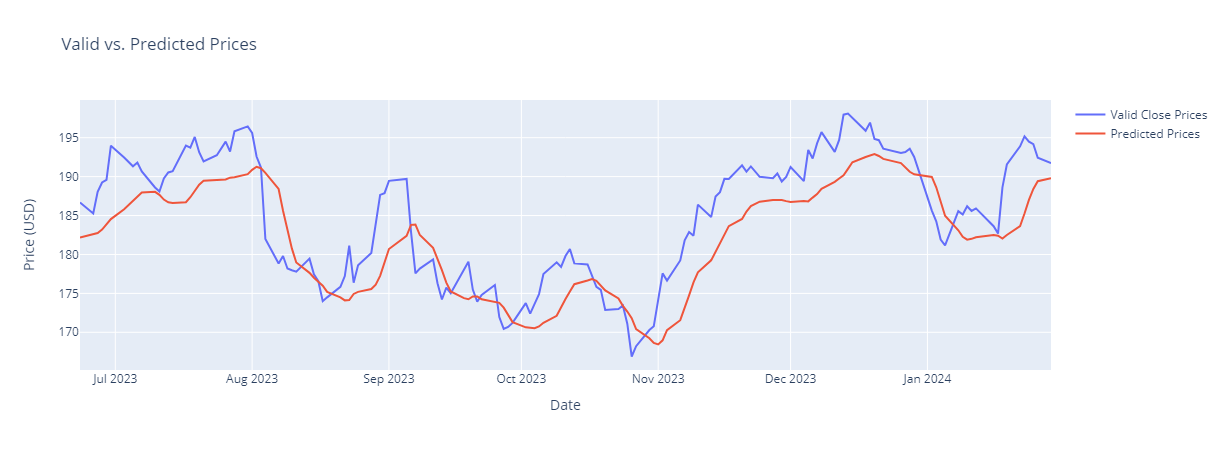 Valid vs. Predicted Prices
Valid Close Prices
Predicted Prices
Price (USD)
195
190
185
180
175
170
Jul 2023
Aug 2023
Sep 2023
Oct 2023
Nov 2023
Dec 2023
Jan 2024
Date